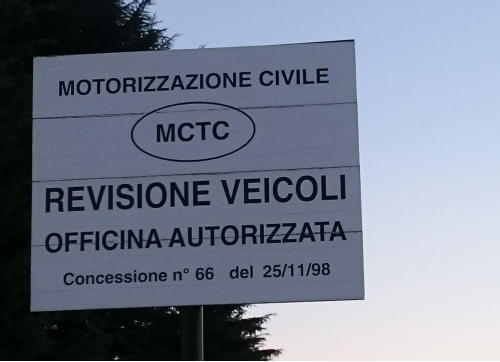 MOTORIZZAZIONE CIVILE
MCTC
REVISIONE VEICOLI
OFFICINA AUTORIZZATA
Concessione n° 66 del 25/11/98